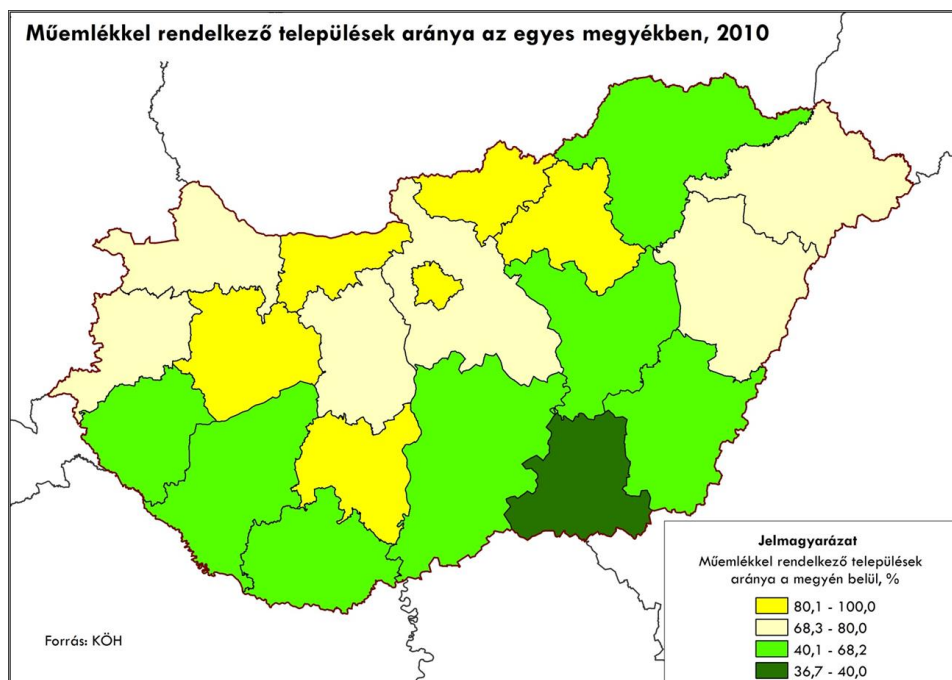 Műemlékkel rendelkező települések aránya az egyes megyékben, 2010
Jelmagyarázat
Műemlékkel rendelkező települések
aránya a megyén belül, %
80,1 - 100,0
68,3 - 80,0
40,1 - 68,2
36,7 - 40,0
Forrás: KÖH